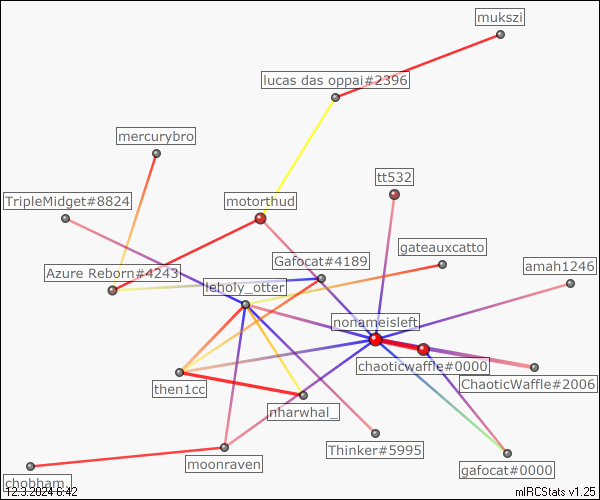 mukszi
lucas das oppai#2396
mercurybro
tt532
TripleMidget#8824
motorthud
gateauxcatto
Gafocat#4189
amah1246
Azure Reborn#4243
leholy_otter
nonameisleft
chaoticwaffle#0000
ChaoticWaffle#2006
then1cc
nharwhal_
Thinker#5995
moonraven
gafocat#0000
chobham_
12.3.2024 6:42
mIRCStats v1.25